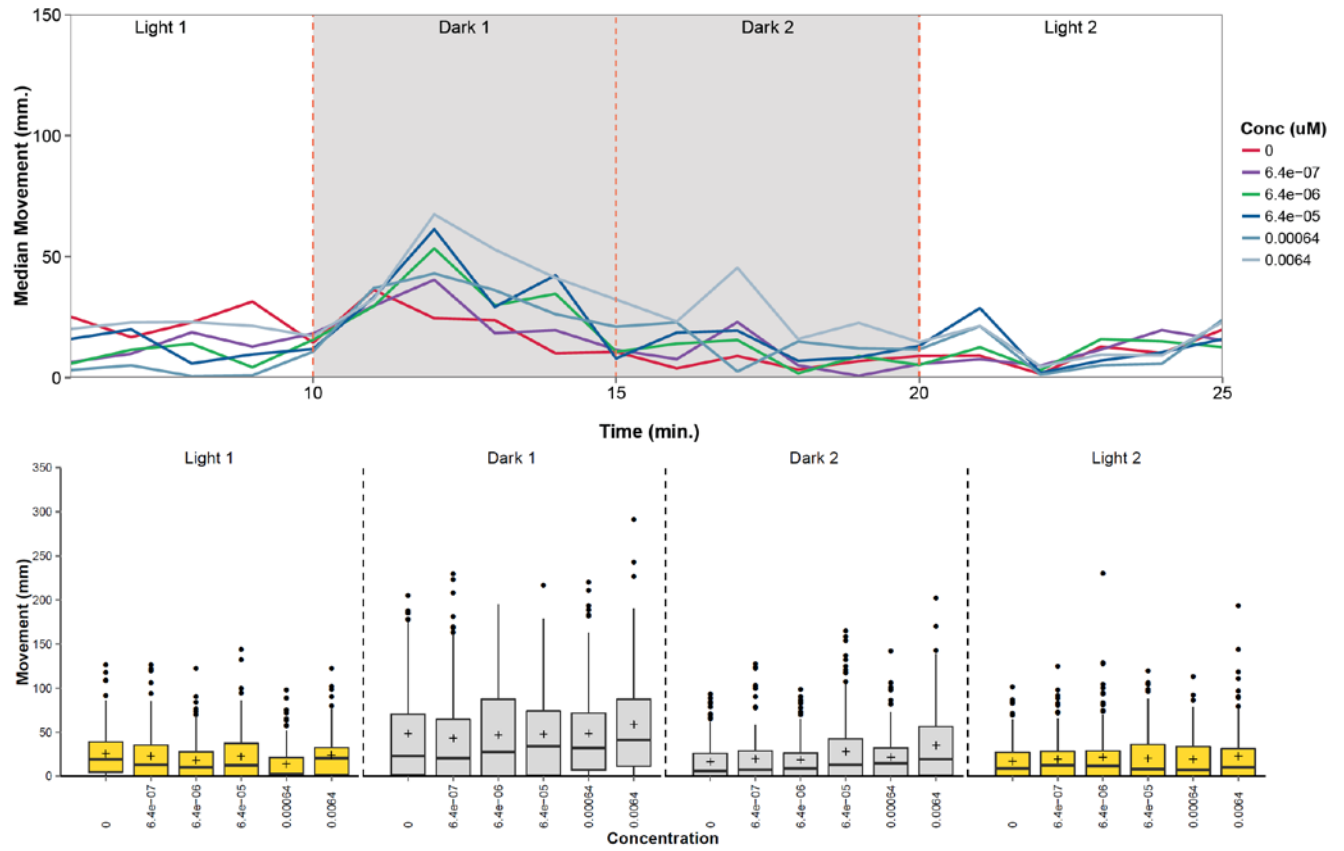 Light 1 Dark 1 Dark 2 Light 2
150
100
50
0
Median Movement (mm.)
10 15 20 25
Time (min.)
Conc (uM)
0
6.4e-07
6.4e-06
6.4e-05
0.00064
0.0064
Light 1 Dark 1 Dark 2 Light 2
350
300
250
200
150
100
50
0
Movement (mm)
0 6.4e-07 6.4e-06 6.4e-05 0.00064 0.0064 0 6.4e-07 6.4e-06 6.4e-05 0.00064 0.0064 0 6.4e-07 6.4e-06 6.4e-05 0.00064 0.0064 0 6.4e-07 6.4e-06 6.4e-05 0.00064 0.0064
Concentration